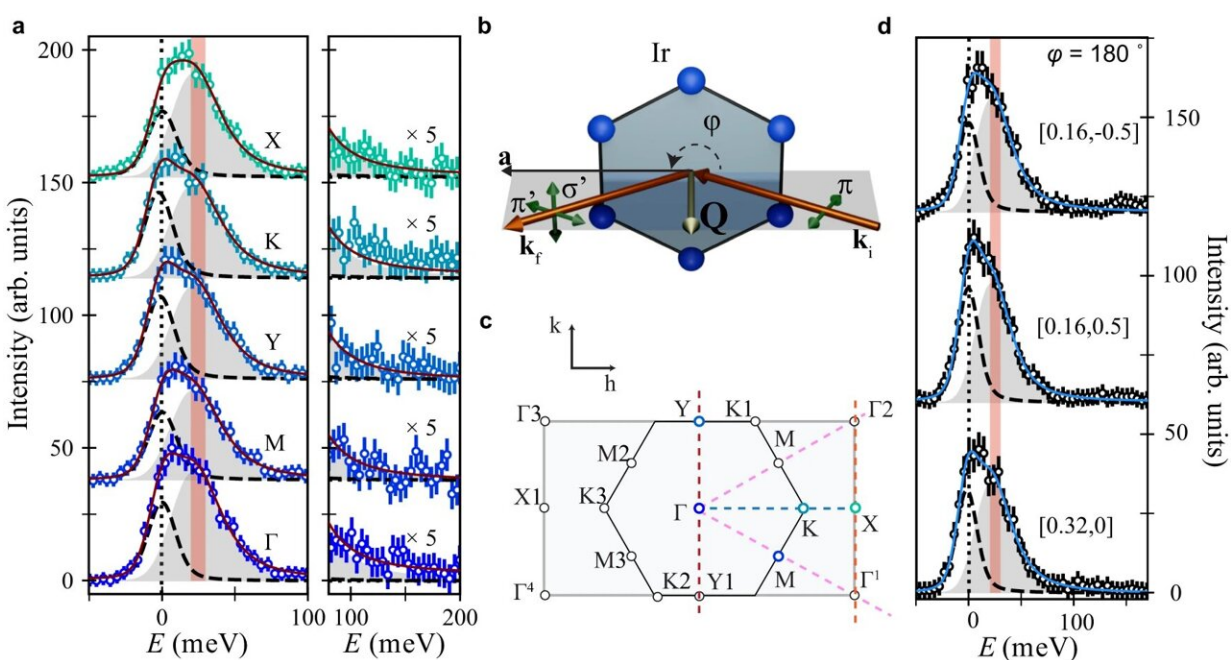 a
200
150
100
50
0
Intensity (arb. units)
X
K
Y
M
Γ
× 5
× 5
× 5
× 5
× 5
0
100
E (meV)
100
200
E (meV)
b
Ir
φ
a
π'
σ'
π
Q
k_f
k_i
c
k
h
Γ3
Y
K1
Γ2
M2
M
X1
K3
Γ
K
X
M3
M
Γ⁴
K2
Y1
Γ¹
d
φ = 180 °
[0.16,-0.5]
[0.16,0.5]
[0.32,0]
150
100
50
0
Intensity (arb. units)
0
100
E (meV)